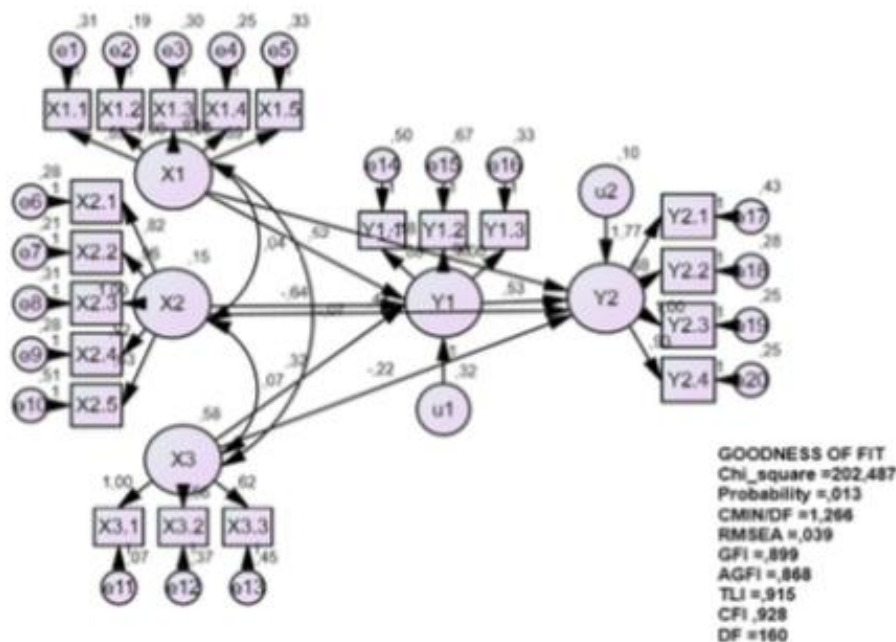 ,31 ,19 ,30 ,25 ,33
e1 e2 e3 e4 e5
X1.1 X1.2 X1.3 X1.4 X1.5
X1
,50 ,67 ,33
e14 e15 e16
,10
u2
,28
e6 1 X2.1
,82
Y1.2 Y1.3
1,77
Y2.1 ,43
e17
,21
e7 1 X2.2
,04 ,62
,15
Y2.2 ,28
e18
,31
e8 1 X2.3
X2
-,64
,07
Y1
,53
Y2
Y2.3 ,25
e19
,28
e9 1 X2.4
,07 ,32
-,22
1
,32
Y2.4 ,25
e20
,51
e10 1 X2.5
u1
,58
X3
1,00 ,62
X3.1 X3.2 X3.3
,07 ,37 ,45
e11 e12 e13
GOODNESS OF FIT
Chi_square =202,487
Probability =,013
CMIN/DF =1,266
RMSEA =,039
GFI =,899
AGFI =,868
TLI =,915
CFI ,928
DF =160